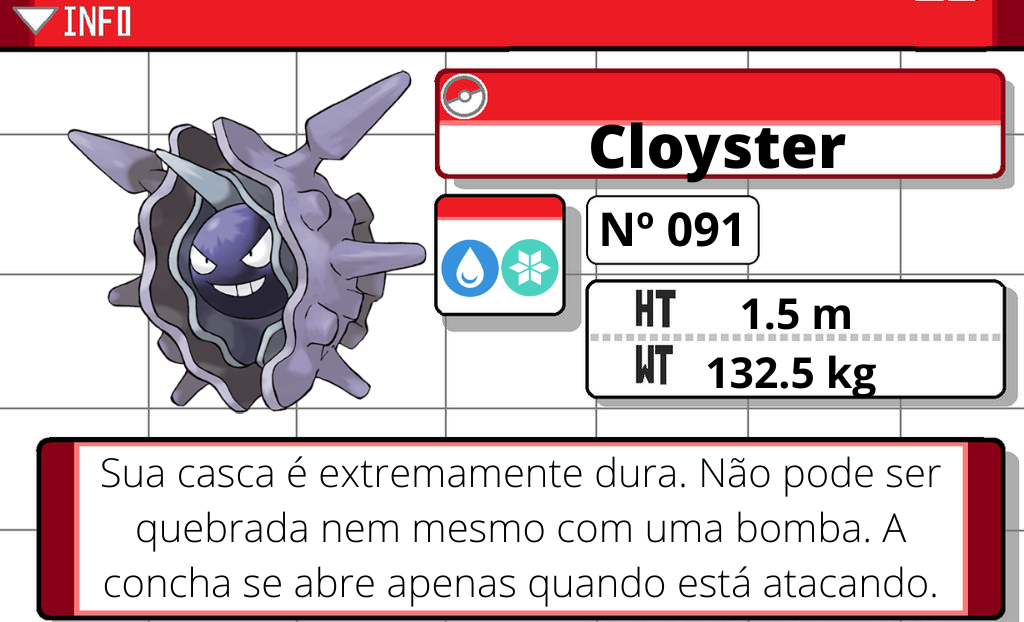 INFO
Cloyster
Nº 091
HT 1.5 m
WT 132.5 kg
Sua casca é extremamente dura. Não pode ser
quebrada nem mesmo com uma bomba. A
concha se abre apenas quando está atacando.